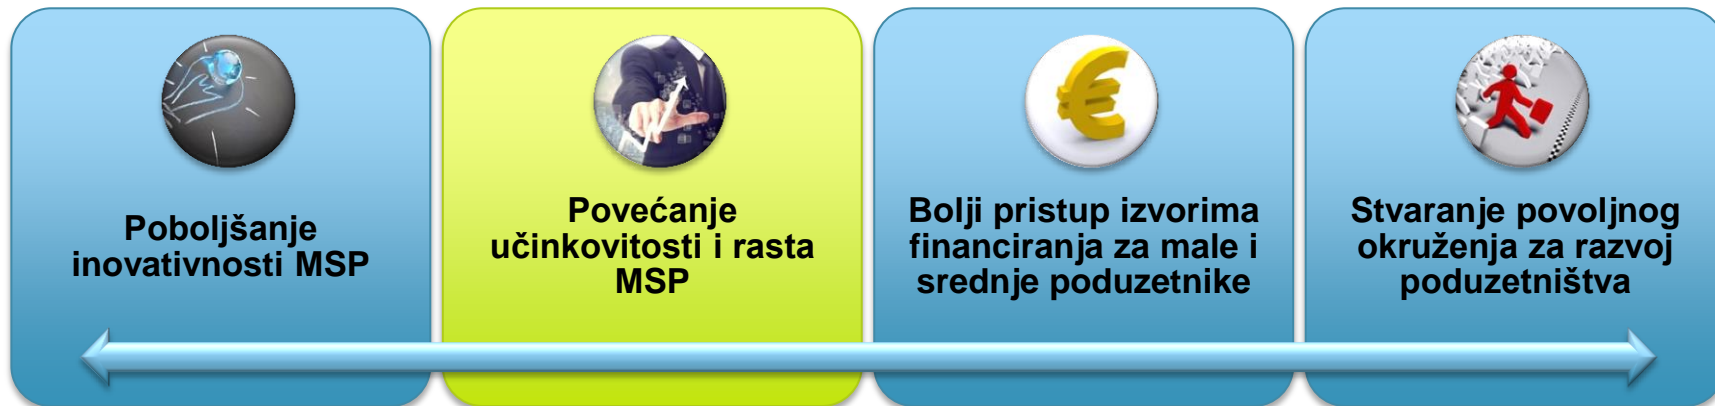 Poboljšanje
inovativnosti MSP
Povećanje
učinkovitosti i rasta
MSP
Bolji pristup izvorima
financiranja za male i
srednje poduzetnike
Stvaranje povoljnog
okruženja za razvoj
poduzetništva